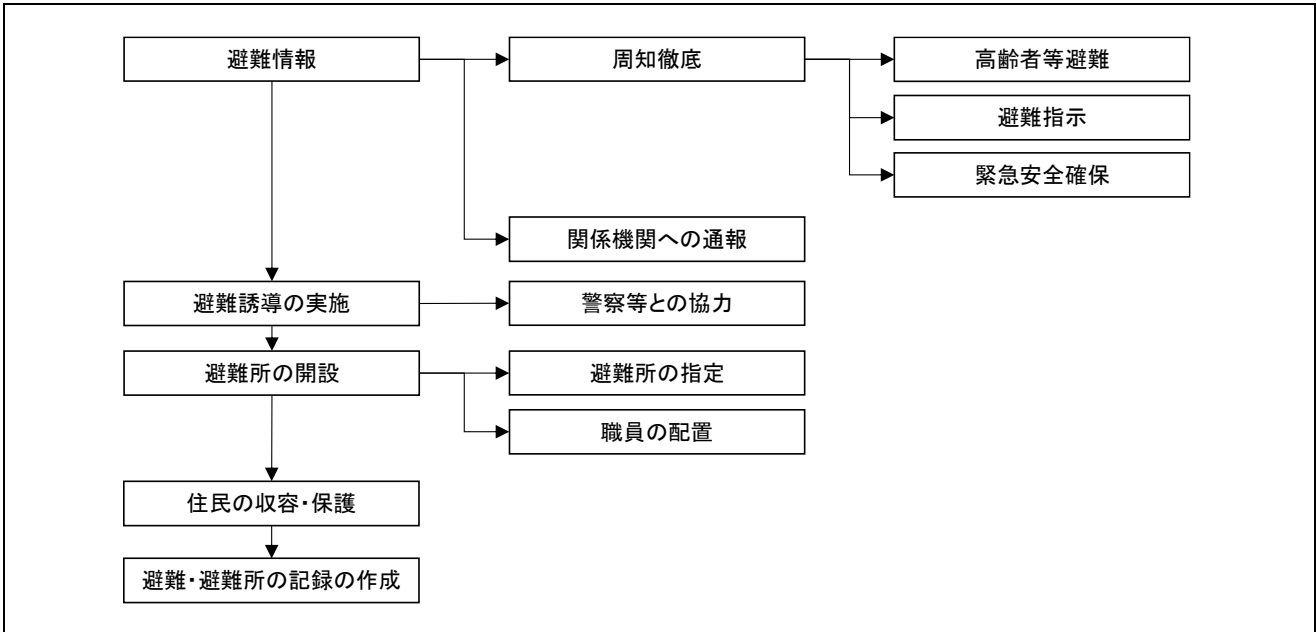 避難情報
周知徹底
高齢者等避難
避難指示
緊急安全確保
関係機関への通報
避難誘導の実施
警察等との協力
避難所の開設
避難所の指定
職員の配置
住民の収容・保護
避難・避難所の記録の作成